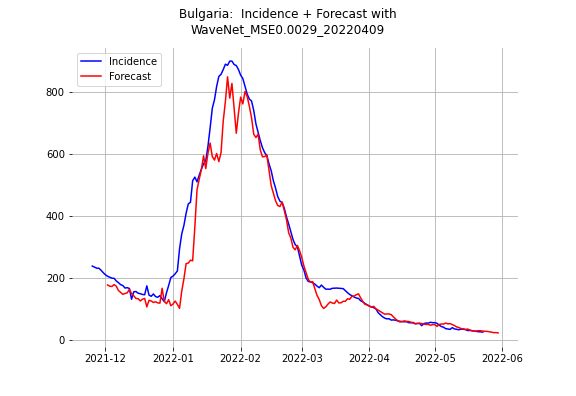 Bulgaria:  Incidence + Forecast with
WaveNet_MSE0.0029_20220409
Incidence
Forecast
800
600
400
200
0
2021-12 2022-01 2022-02 2022-03 2022-04 2022-05 2022-06